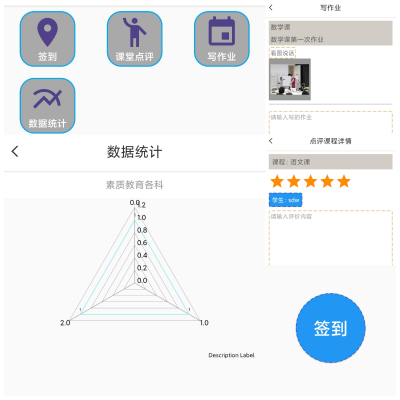 签到
课堂点评
写作业
数据统计
数据统计
素质教育各科
0.0
1.2
1.0
0.8
0.6
0.4
0.2
0.0
1
1
2.0
1.0
Description Label
写作业
数学课
数学课第一次作业
看图说话
请输入写的作业
点评课程详情
课程: 语文课
学生: sdw
请输入评价内容
签到